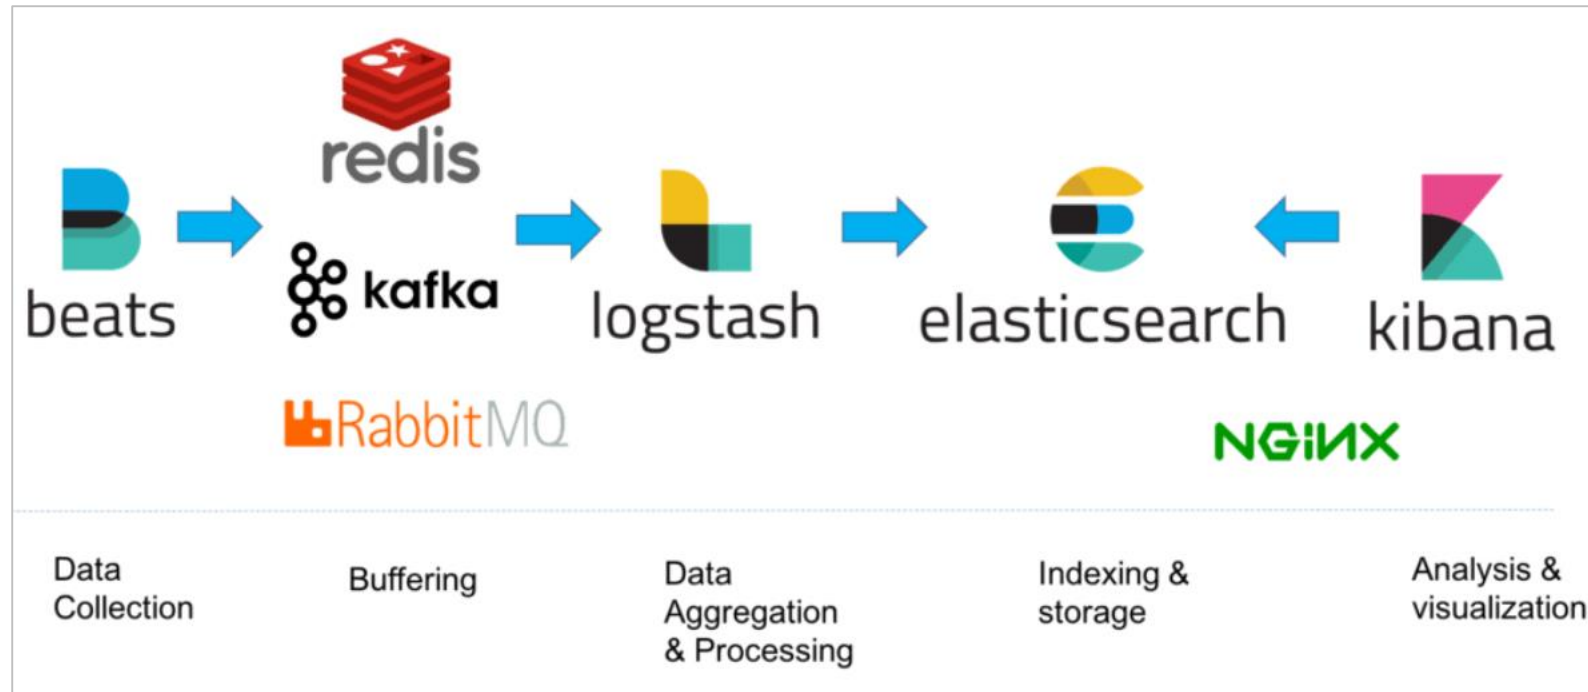 redis
beats
kafka
logstash
elasticsearch
kibana
RabbitMQ
NGINX
Data
Collection
Buffering
Data
Aggregation
& Processing
Indexing &
storage
Analysis &
visualization